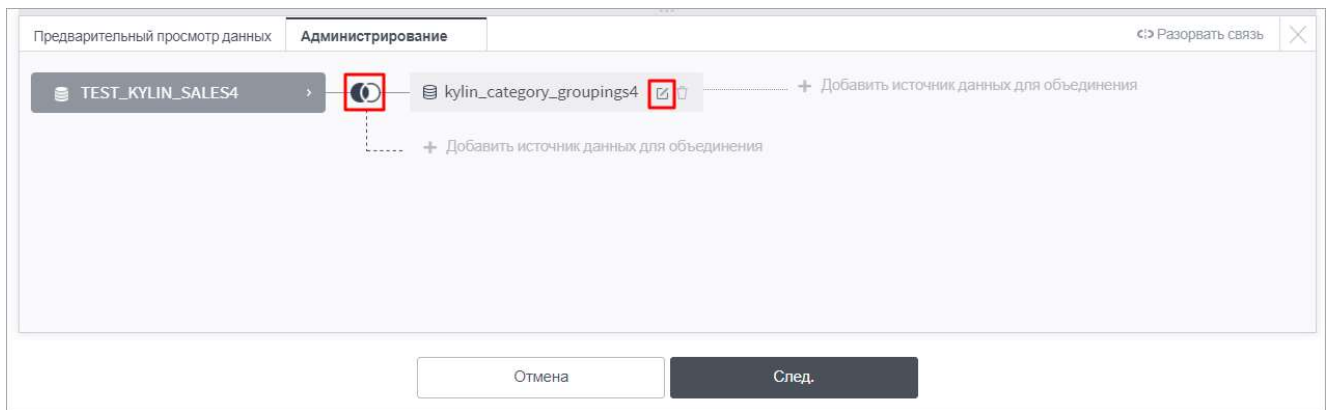 Предварительный просмотр данных Администрирование Разорвать связь
TEST_KYLIN_SALES4 kylin_category_groupings4 + Добавить источник данных для объединения
+ Добавить источник данных для объединения
Отмена След.